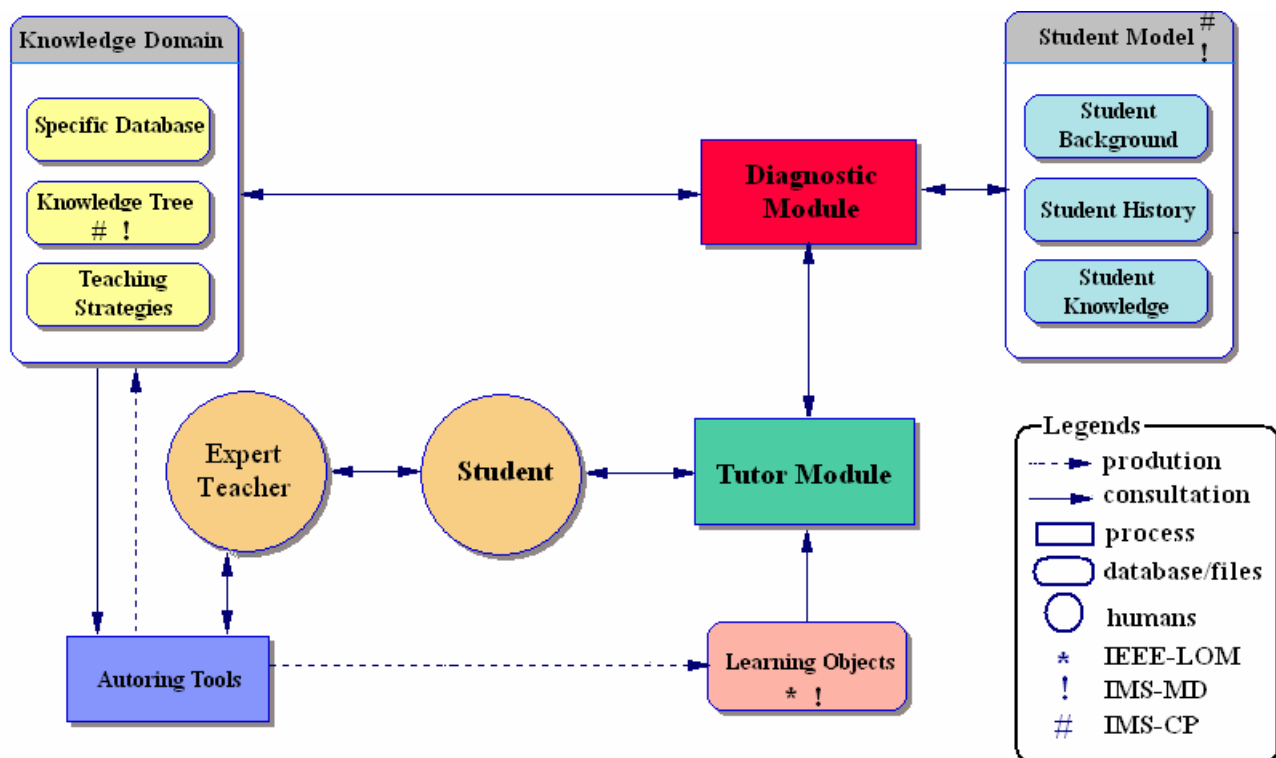 Knowledge Domain
Specific Database
Knowledge Tree
# !
Teaching
Strategies
Diagnostic
Module
Student Model #
!
Student
Background
Student History
Student
Knowledge
Expert
Teacher
Student
Tutor Module
Autoring Tools
Learning Objects
* !
Legends
prodution
consultation
process
database/files
humans
* IEEE-LOM
! IMS-MD
# IMS-CP